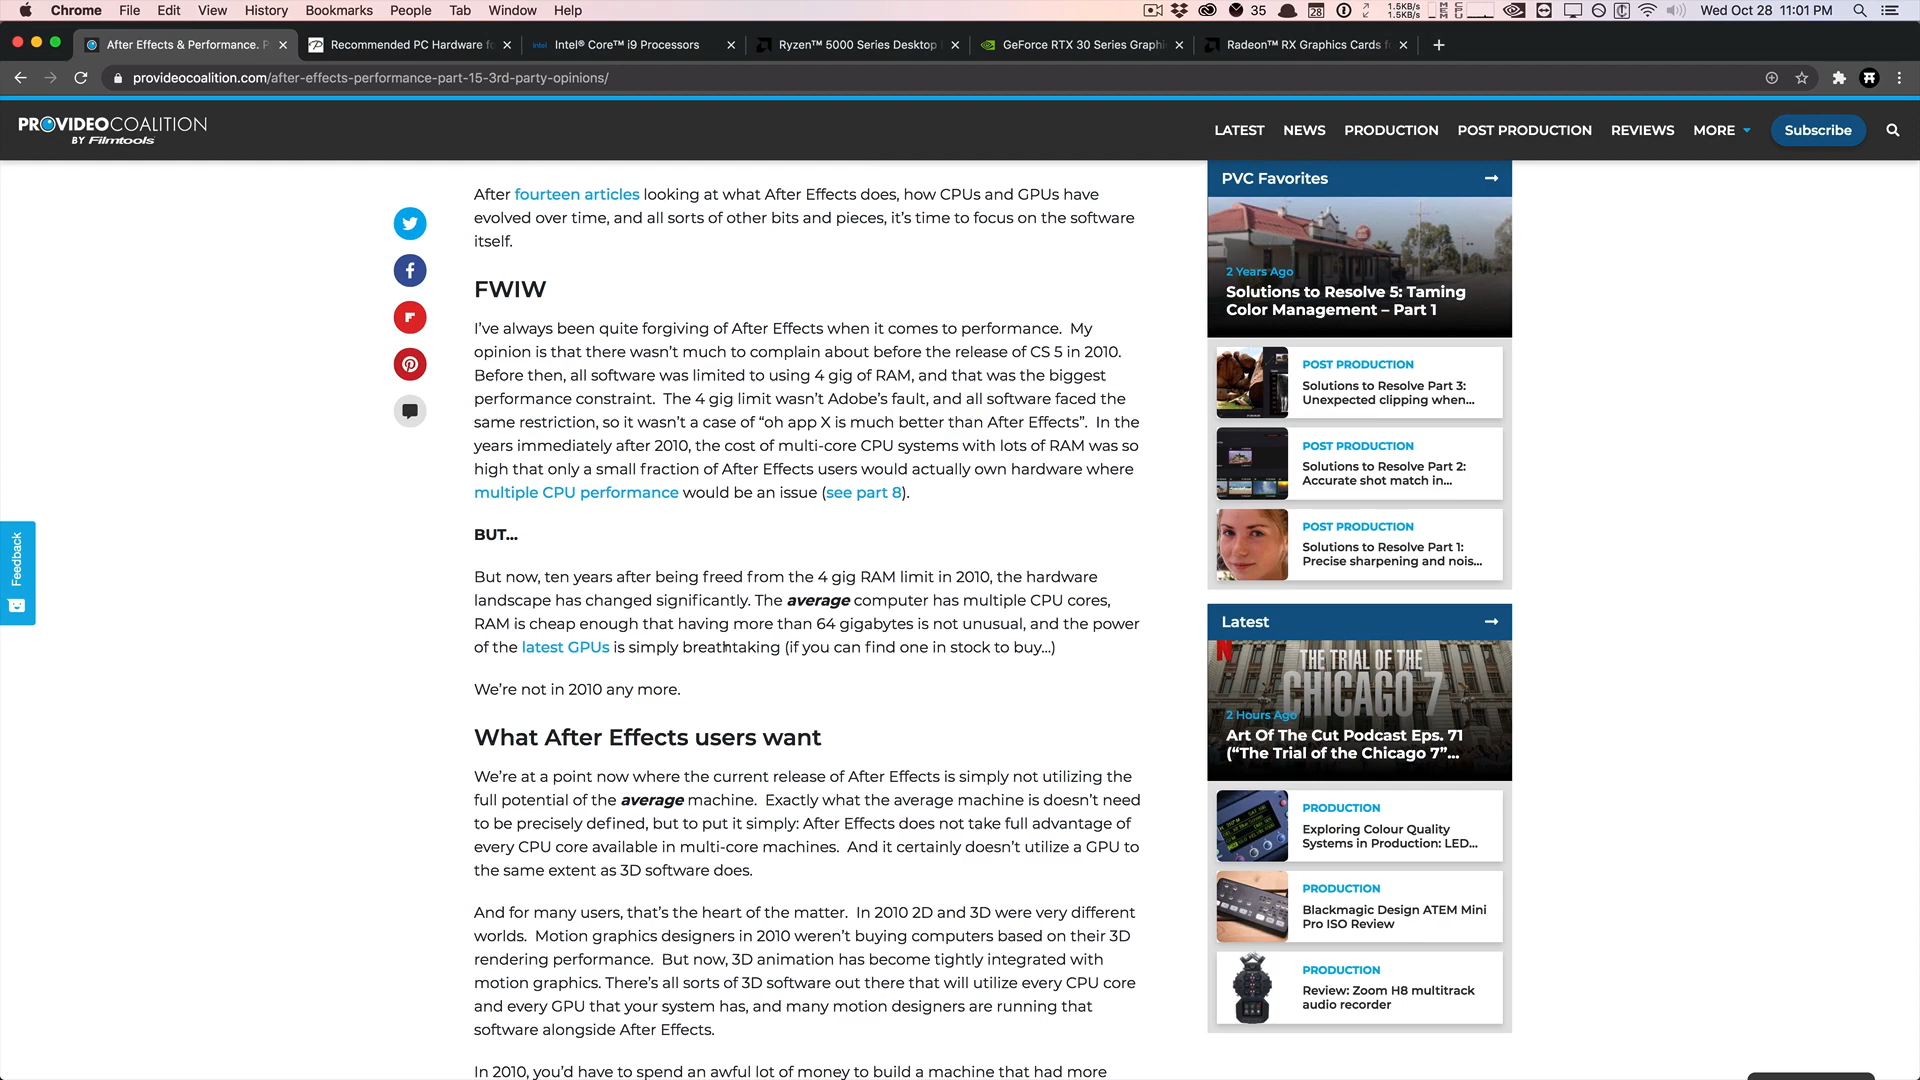 Chrome File Edit View History Bookmarks People Tab Window Help
35 28 1.5KB/s 1.5KB/s Wed Oct 28 11:01 PM
After Effects & Performance. P
Recommended PC Hardware fo
Intel® Core™ i9 Processors
Ryzen™ 5000 Series Desktop
GeForce RTX 30 Series Graphi
Radeon™ RX Graphics Cards f
provideocoalition.com/after-effects-performance-part-15-3rd-party-opinions/
PROVIDEO COALITION
BY Filmtools
LATEST NEWS PRODUCTION POST PRODUCTION REVIEWS MORE Subscribe
After fourteen articles looking at what After Effects does, how CPUs and GPUs have
evolved over time, and all sorts of other bits and pieces, it's time to focus on the software
itself.
FWIW
I've always been quite forgiving of After Effects when it comes to performance. My
opinion is that there wasn't much to complain about before the release of CS 5 in 2010.
Before then, all software was limited to using 4 gig of RAM, and that was the biggest
performance constraint. The 4 gig limit wasn't Adobe's fault, and all software faced the
same restriction, so it wasn't a case of "oh app X is much better than After Effects". In the
years immediately after 2010, the cost of multi-core CPU systems with lots of RAM was so
high that only a small fraction of After Effects users would actually own hardware where
multiple CPU performance would be an issue (see part 8).
BUT…
But now, ten years after being freed from the 4 gig RAM limit in 2010, the hardware
landscape has changed significantly. The average computer has multiple CPU cores,
RAM is cheap enough that having more than 64 gigabytes is not unusual, and the power
of the latest GPUs is simply breathtaking (if you can find one in stock to buy…)
We're not in 2010 any more.
What After Effects users want
We're at a point now where the current release of After Effects is simply not utilizing the
full potential of the average machine. Exactly what the average machine is doesn't need
to be precisely defined, but to put it simply: After Effects does not take full advantage of
every CPU core available in multi-core machines. And it certainly doesn't utilize a GPU to
the same extent as 3D software does.
And for many users, that's the heart of the matter. In 2010 2D and 3D were very different
worlds. Motion graphics designers in 2010 weren't buying computers based on their 3D
rendering performance. But now, 3D animation has become tightly integrated with
motion graphics. There's all sorts of 3D software out there that will utilize every CPU core
and every GPU that your system has, and many motion designers are running that
software alongside After Effects.
In 2010, you'd have to spend an awful lot of money to build a machine that had more
Feedback
PVC Favorites
2 Years Ago
Solutions to Resolve 5: Taming
Color Management – Part 1
POST PRODUCTION
Solutions to Resolve Part 3:
Unexpected clipping when...
POST PRODUCTION
Solutions to Resolve Part 2:
Accurate shot match in...
POST PRODUCTION
Solutions to Resolve Part 1:
Precise sharpening and nois...
Latest
N
THE TRIAL OF THE
CHICAGO 7
2 Hours Ago
Art Of The Cut Podcast Eps. 71
("The Trial of the Chicago 7"...
PRODUCTION
Exploring Colour Quality
Systems in Production: LED...
PRODUCTION
Blackmagic Design ATEM Mini
Pro ISO Review
PRODUCTION
Review: Zoom H8 multitrack
audio recorder